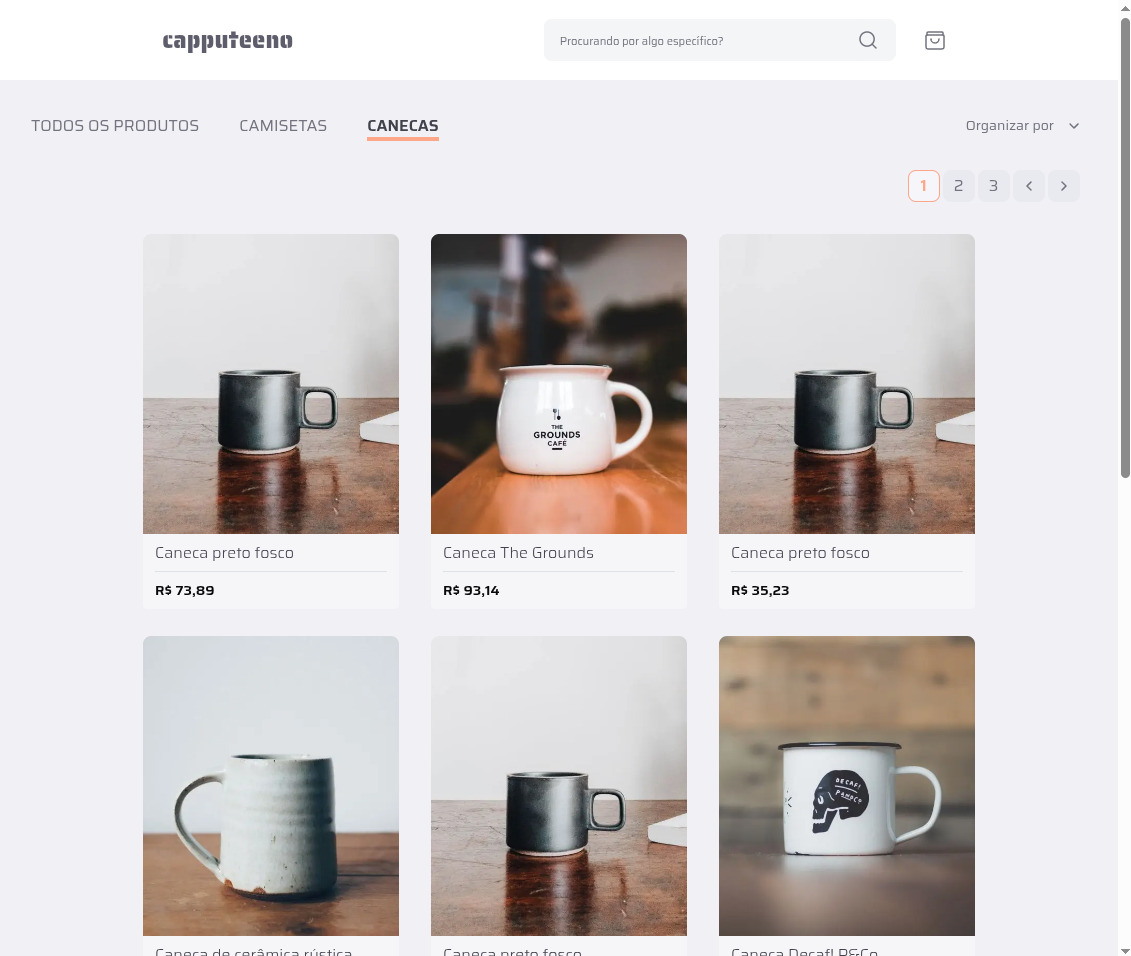 capputeeno
Procurando por algo específico?
TODOS OS PRODUTOS
CAMISETAS
CANECAS
Organizar por
1
2
3
THE
GROUNDS
CAFÉ
Caneca preto fosco
R$ 73,89
Caneca The Grounds
R$ 93,14
Caneca preto fosco
R$ 35,23
DECAF!
P&NDCO
Caneca de cerâmica rústica
Caneca preto fosco
Caneca Decaf! P&Co